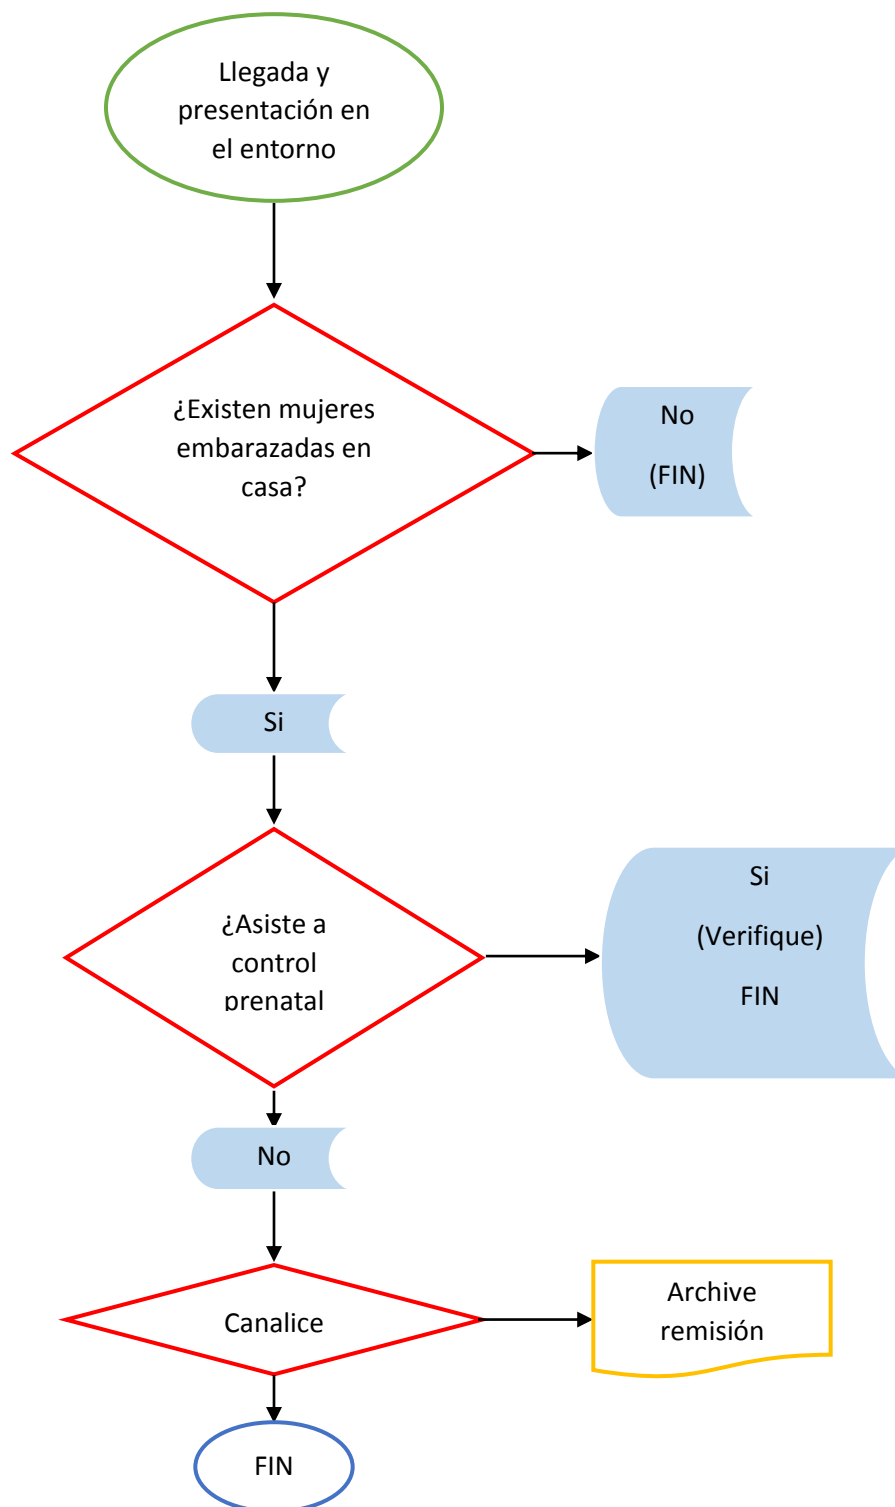 Llegada y
presentación en
el entorno
¿Existen mujeres
embarazadas en
casa?
No
(FIN)
Si
¿Asiste a
control
prenatal
Si
(Verifique)
FIN
No
Canalice
Archive
remisión
FIN